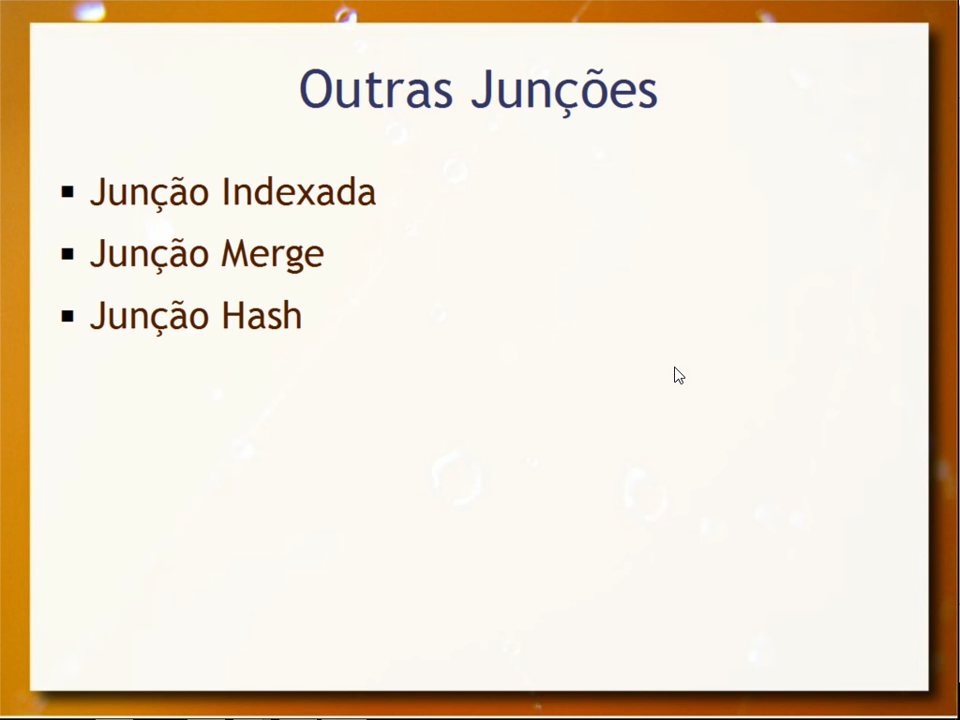 Outras Junções
Junção Indexada
Junção Merge
Junção Hash